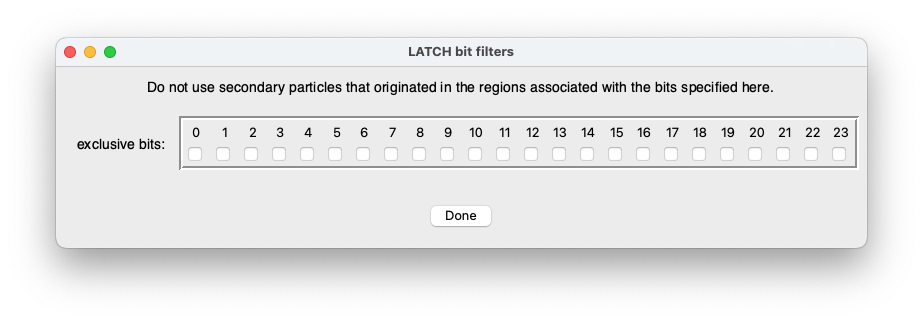 LATCH bit filters
Do not use secondary particles that originated in the regions associated with the bits specified here.
0 1 2 3 4 5 6 7 8 9 10 11 12 13 14 15 16 17 18 19 20 21 22 23
exclusive bits:
Done